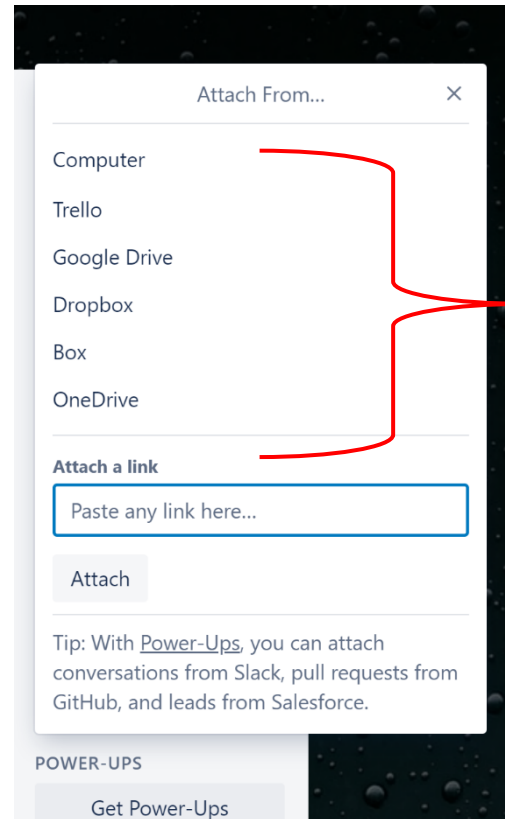 Attach From...
Computer
Trello
Google Drive
Dropbox
Box
OneDrive
Attach a link
Paste any link here...
Attach
Tip: With Power-Ups, you can attach
conversations from Slack, pull requests from
GitHub, and leads from Salesforce.
POWER-UPS
Get Power-Ups